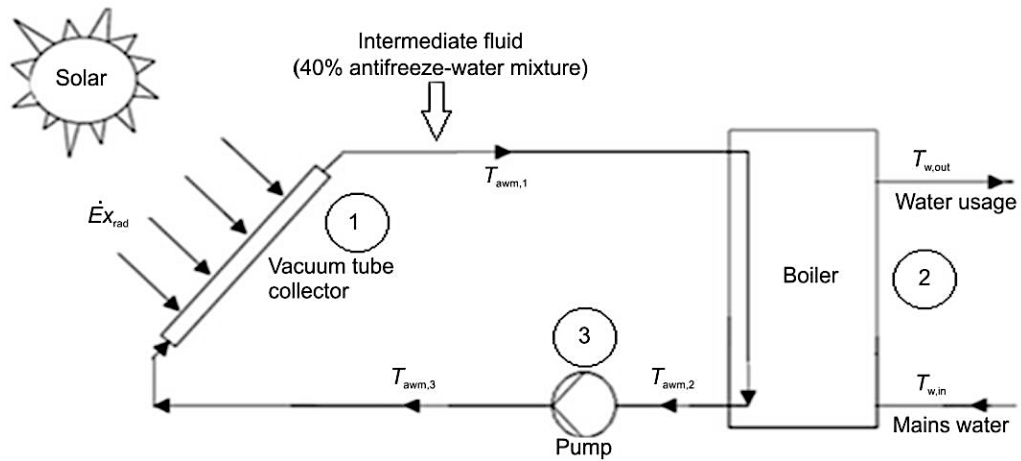 Intermediate fluid
(40% antifreeze-water mixture)
Solar
T_awm,1
T_w,out
Water usage
Ėx_rad
1
Vacuum tube
collector
Boiler
2
3
T_awm,3
T_awm,2
T_w,in
Mains water
Pump